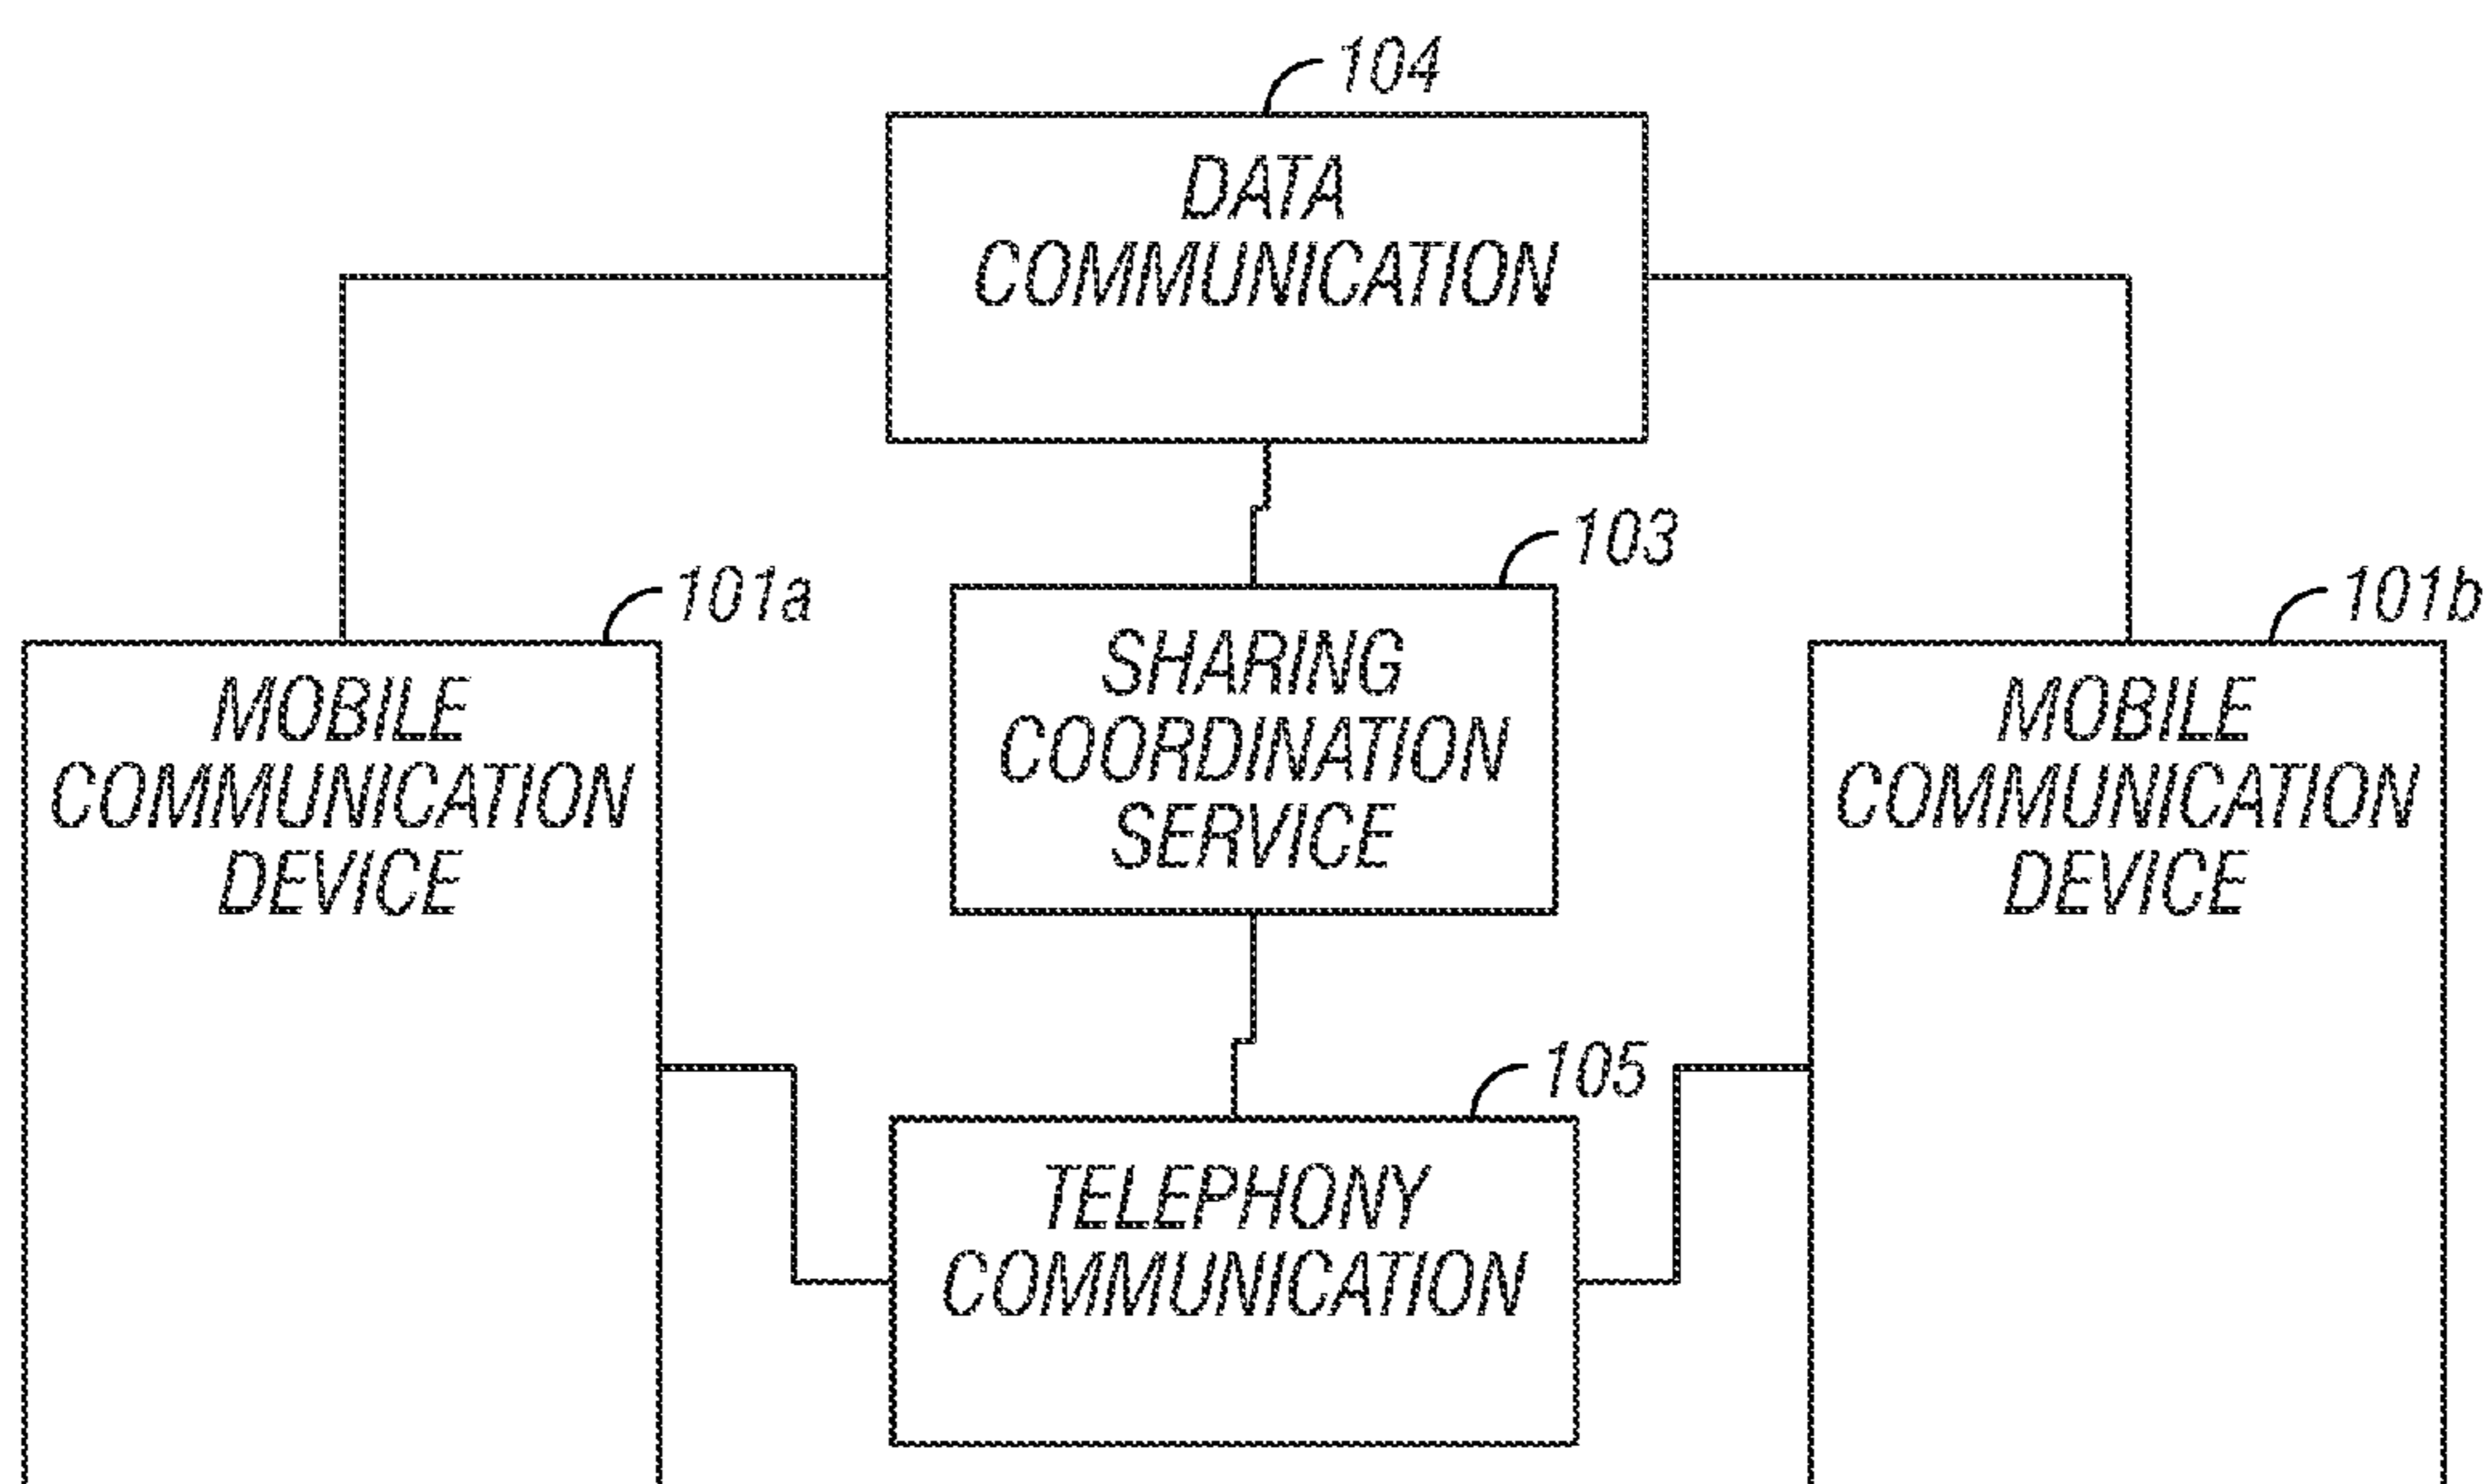 104
DATA
COMMUNICATION
103
SHARING
COORDINATION
SERVICE
101a
MOBILE
COMMUNICATION
DEVICE
101b
MOBILE
COMMUNICATION
DEVICE
105
TELEPHONY
COMMUNICATION